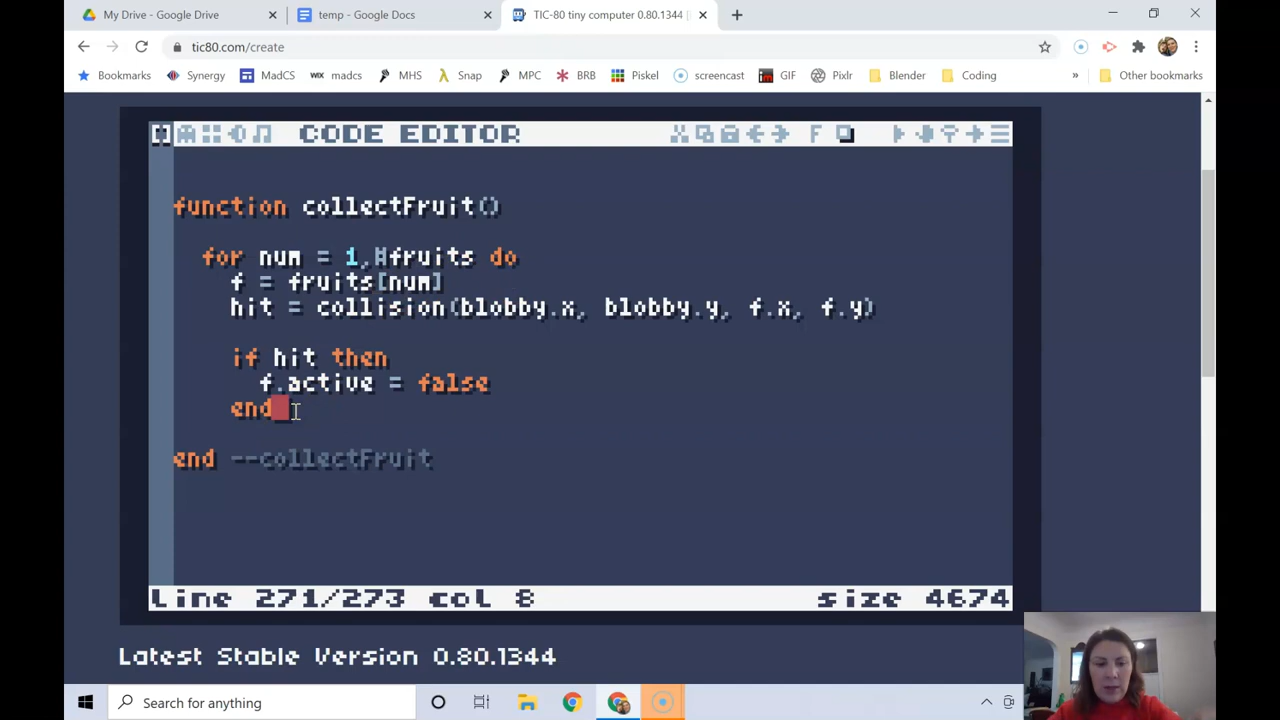 My Drive - Google Drive
temp - Google Docs
TIC-80 tiny computer 0.80.1344
tic80.com/create
Bookmarks Synergy MadCS WIX madcs MHS Snap MPC BRB Piskel screencast GIF Pixlr Blender Coding » Other bookmarks
CODE EDITOR F
function collectFruit()
for num = 1,#fruits do
f = fruits[num]
hit = collision(blobby.x, blobby.y, f.x, f.y)
if hit then
f.active = false
end
end --collectFruit
Line 271/273 col 8 size 4674
Latest Stable Version 0.80.1344
Search for anything